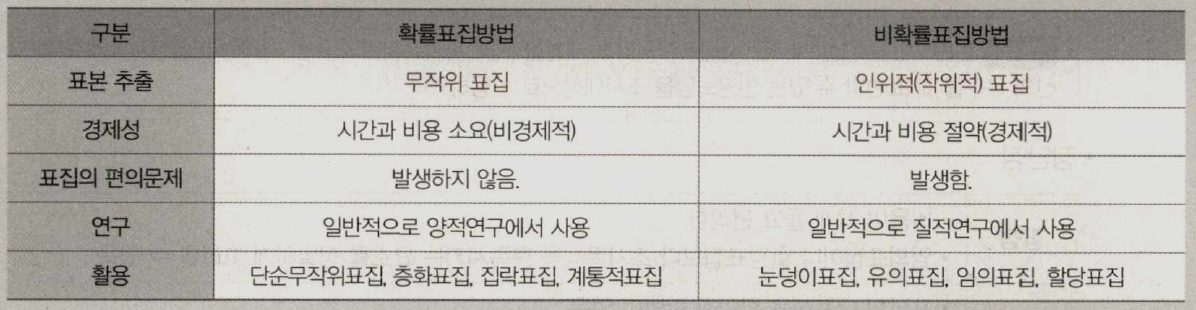 구분 확률표집방법 비확률표집방법
표본 추출 무작위 표집 인위적(작위적) 표집
경제성 시간과 비용 소요(비경제적) 시간과 비용 절약(경제적)
표집의 편의문제 발생하지 않음. 발생함.
연구 일반적으로 양적연구에서 사용 일반적으로 질적연구에서 사용
활용 단순무작위표집, 층화표집, 집락표집, 계통적표집 눈덩이표집, 유의표집, 임의표집, 할당표집